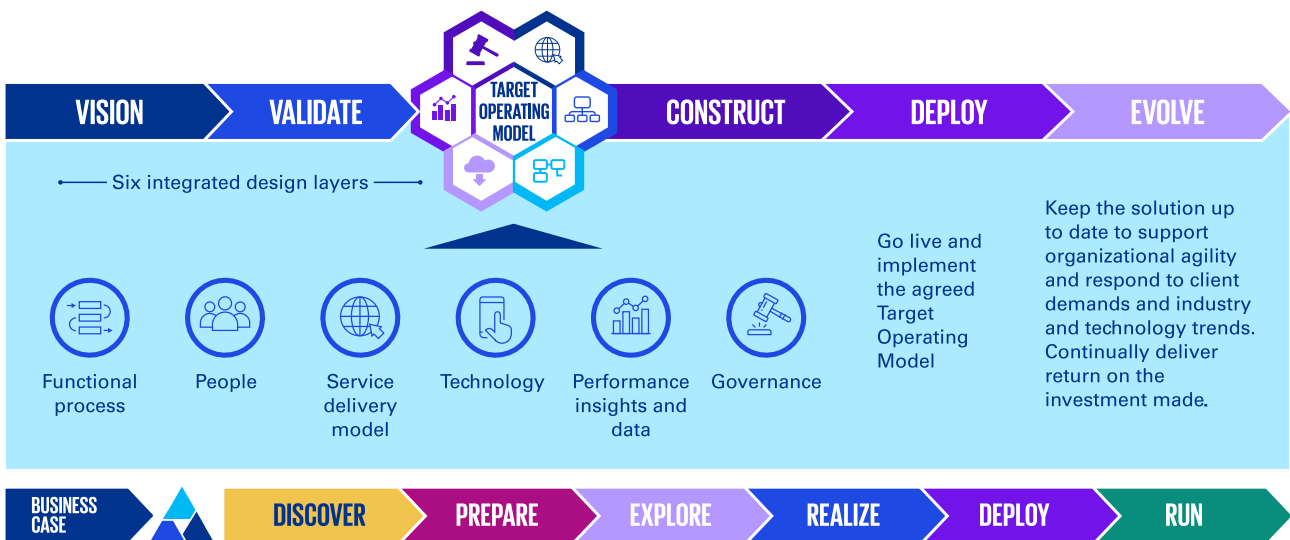 VISION
VALIDATE
TARGET
OPERATING
MODEL
CONSTRUCT
DEPLOY
EVOLVE
Six integrated design layers
Functional
process
People
Service
delivery
model
Technology
Performance
insights and
data
Governance
Go live and
implement
the agreed
Target
Operating
Model
Keep the solution up
to date to support
organizational agility
and respond to client
demands and industry
and technology trends.
Continually deliver
return on the
investment made.
BUSINESS
CASE
DISCOVER
PREPARE
EXPLORE
REALIZE
DEPLOY
RUN